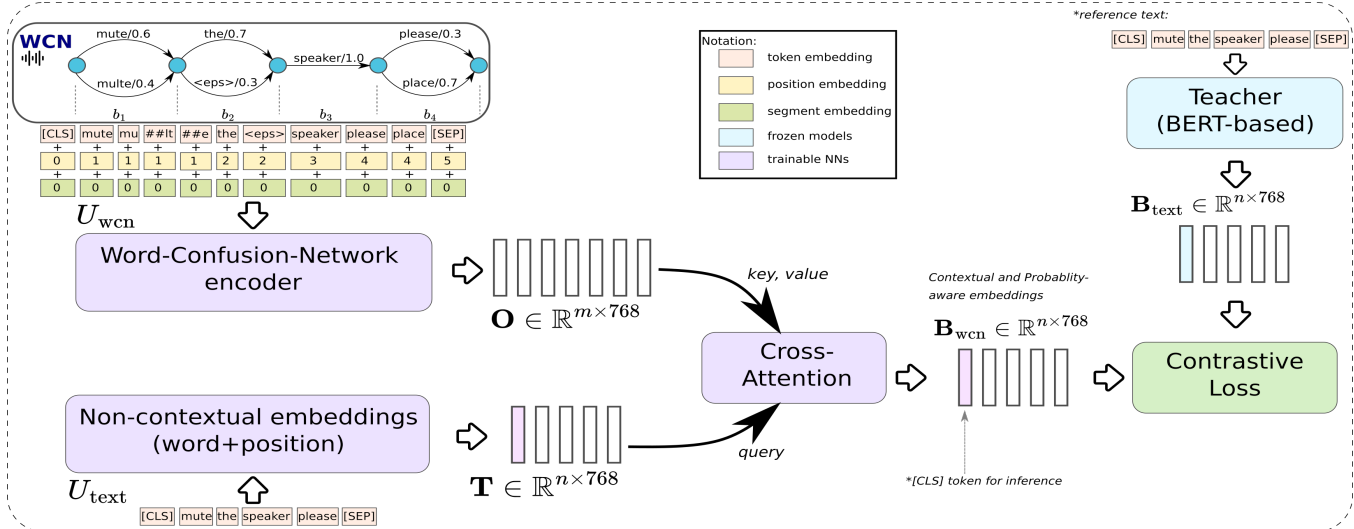 WCN
mute/0.6
the/0.7
please/0.3
speaker/1.0
multe/0.4
<eps>/0.3
place/0.7
b1 b2 b3 b4
[CLS] mute mu ##lt ##e the <eps> speaker please place [SEP]
+ + + + + + + + + +
0 1 1 1 1 2 2 3 4 4 5
+ + + + + + + + + +
0 0 0 0 0 0 0 0 0 0 0
U_wcn
Word-Confusion-Network
encoder
O ∈ ℝ^{m×768}
Non-contextual embeddings
(word+position)
U_text
[CLS] mute the speaker please [SEP]
T ∈ ℝ^{n×768}
key, value
query
Cross-
Attention
Notation:
token embedding
position embedding
segment embedding
frozen models
trainable NNs
Contextual and Probablity-
aware embeddings
B_wcn ∈ ℝ^{n×768}
*[CLS] token for inference
*reference text:
[CLS] mute the speaker please [SEP]
Teacher
(BERT-based)
B_text ∈ ℝ^{n×768}
Contrastive
Loss